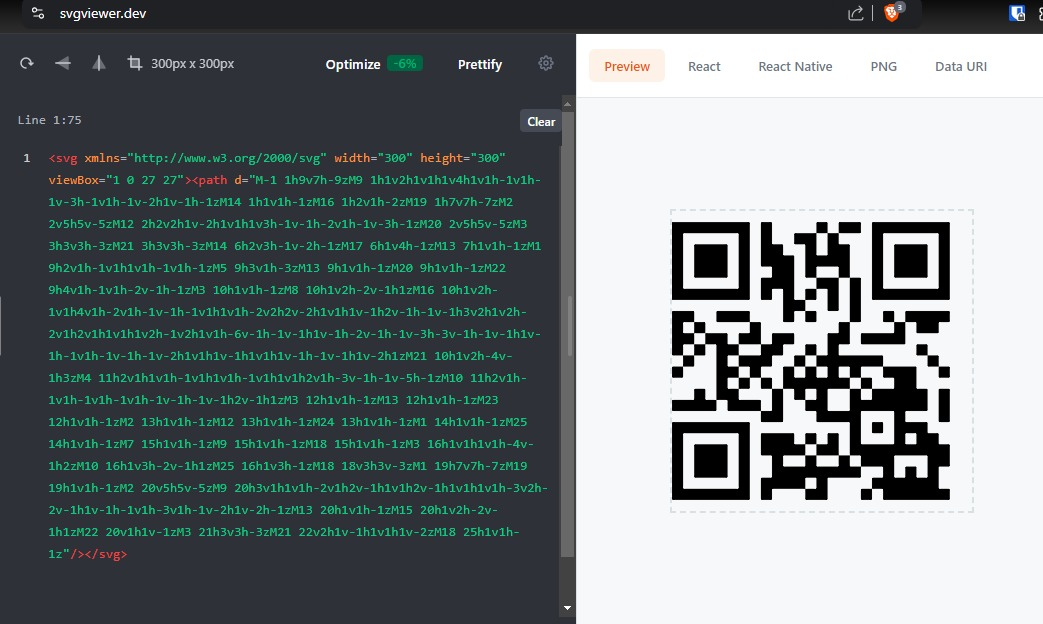 svgviewer.dev
3
300px x 300px
Optimize
-6%
Prettify
Preview
React
React Native
PNG
Data URI
Line 1:75
Clear
1 <svg xmlns="http://www.w3.org/2000/svg" width="300" height="300"
viewBox="1 0 27 27"><path d="M-1 1h9v7h-9zM9 1h1v2h1v1h1v4h1v1h-1v1h-
1v-3h-1v1h-1v-2h1v-1h-1zM14 1h1v1h-1zM16 1h2v1h-2zM19 1h7v7h-7zM2
2v5h5v-5zM12 2h2v2h1v-2h1v1h1v3h-1v-1h-2v1h-1v-3h-1zM20 2v5h5v-5zM3
3h3v3h-3zM21 3h3v3h-3zM14 6h2v3h-1v-2h-1zM17 6h1v4h-1zM13 7h1v1h-1zM1
9h2v1h-1v1h1v1h-1v1h-1zM5 9h3v1h-3zM13 9h1v1h-1zM20 9h1v1h-1zM22
9h4v1h-1v1h-2v-1h-1zM3 10h1v1h-1zM8 10h1v2h-2v-1h1zM16 10h1v2h-
1v1h4v1h-2v1h-1v-1h-1v1h1v1h-2v2h2v-2h1v1h1v-1h2v-1h-1v-1h3v2h1v2h-
2v1h2v1h1v1h1v2h-1v2h1v1h-6v-1h-1v-1h1v-1h-2v-1h-1v-3h-3v-1h-1v-1h1v-
1h-1v1h-1v-1h-1v-2h1v1h1v-1h1v1h1v-1h-1v-1h1v-2h1zM21 10h1v2h-4v-
1h3zM4 11h2v1h1v1h-1v1h1v1h-1v1h1v1h2v1h-3v-1h-1v-5h-1zM10 11h2v1h-
1v1h-1v1h-1v1h-1v-1h-1v-1h2v-1h1zM3 12h1v1h-1zM13 12h1v1h-1zM23
12h1v1h-1zM2 13h1v1h-1zM12 13h1v1h-1zM24 13h1v1h-1zM1 14h1v1h-1zM25
14h1v1h-1zM7 15h1v1h-1zM9 15h1v1h-1zM18 15h1v1h-1zM3 16h1v1h1v1h-4v-
1h2zM10 16h1v3h-2v-1h1zM25 16h1v3h-1zM18 18v3h3v-3zM1 19h7v7h-7zM19
19h1v1h-1zM2 20v5h5v-5zM9 20h3v1h1v1h-2v1h2v-1h1v1h2v-1h1v1h1v1h-3v2h-
2v-1h1v-1h-1v1h-3v1h-1v-2h1v-2h-2zM13 20h1v1h-1zM15 20h1v2h-2v-
1h1zM22 20v1h1v-1zM3 21h3v3h-3zM21 22v2h1v-1h1v1h1v-2zM18 25h1v1h-
1z"/></svg>